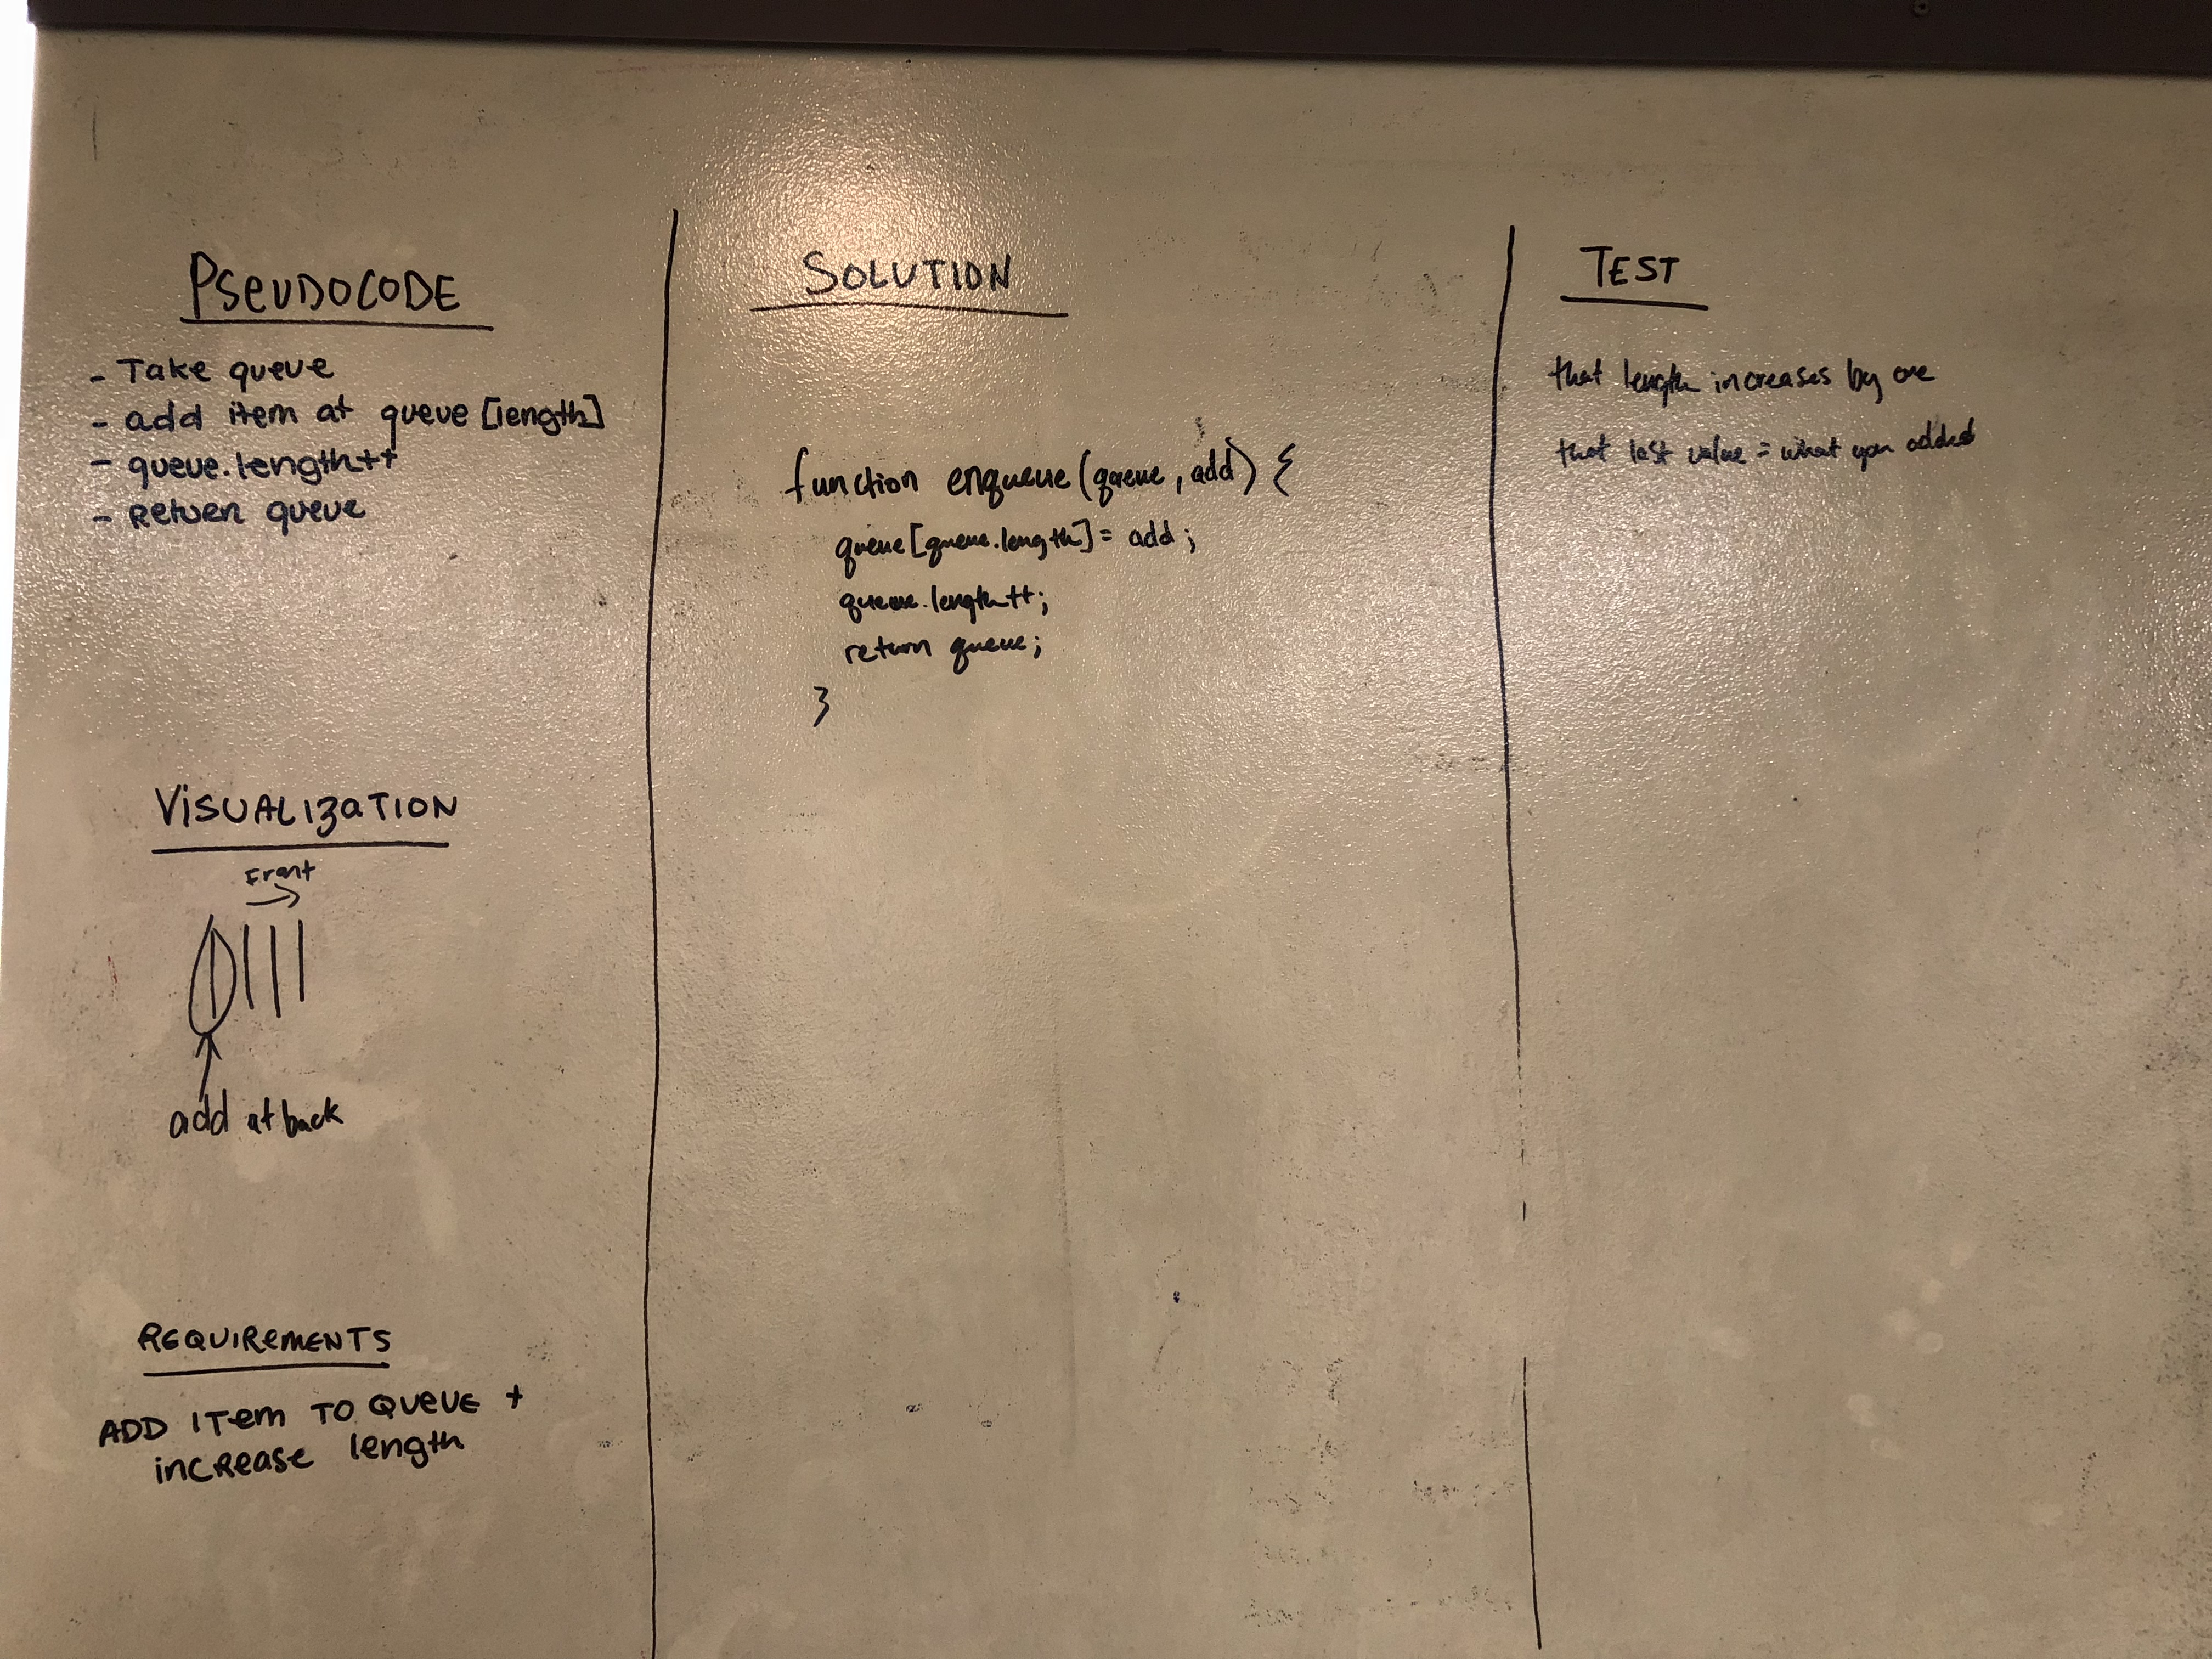 PSEUDOCODE
- Take queue
- add item at queue [length]
- queue.length++
- Return queue
VISUALIZATION
Front
add at back
REQUIREMENTS
ADD ITEM TO QUEUE +
increase length
SOLUTION
function enqueue (queue, add) {
queue[queue.length] = add;
queue.length++;
return queue;
}
TEST
that length increases by one
that last value = what you added